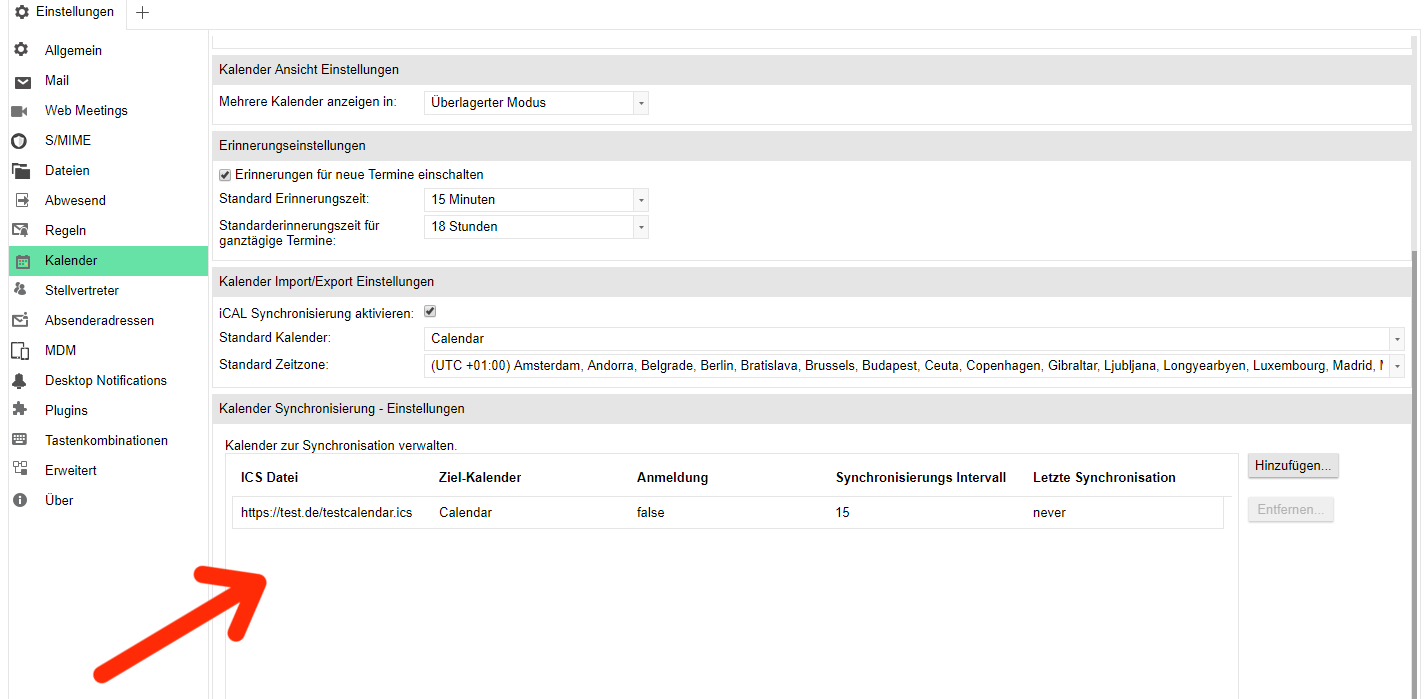 Einstellungen
Allgemein
Mail
Web Meetings
S/MIME
Dateien
Abwesend
Regeln
Kalender
Stellvertreter
Absenderadressen
MDM
Desktop Notifications
Plugins
Tastenkombinationen
Erweitert
Über
Kalender Ansicht Einstellungen
Mehrere Kalender anzeigen in: Überlagerter Modus
Erinnerungseinstellungen
Erinnerungen für neue Termine einschalten
Standard Erinnerungszeit: 15 Minuten
Standarderinnerungszeit für 18 Stunden
ganztägige Termine:
Kalender Import/Export Einstellungen
iCAL Synchronisierung aktivieren:
Standard Kalender: Calendar
Standard Zeitzone: (UTC +01:00) Amsterdam, Andorra, Belgrade, Berlin, Bratislava, Brussels, Budapest, Ceuta, Copenhagen, Gibraltar, Ljubljana, Longyearbyen, Luxembourg, Madrid,
Kalender Synchronisierung - Einstellungen
Kalender zur Synchronisation verwalten.
ICS Datei Ziel-Kalender Anmeldung Synchronisierungs Intervall Letzte Synchronisation
https://test.de/testcalendar.ics Calendar false 15 never
Hinzufügen...
Entfernen...